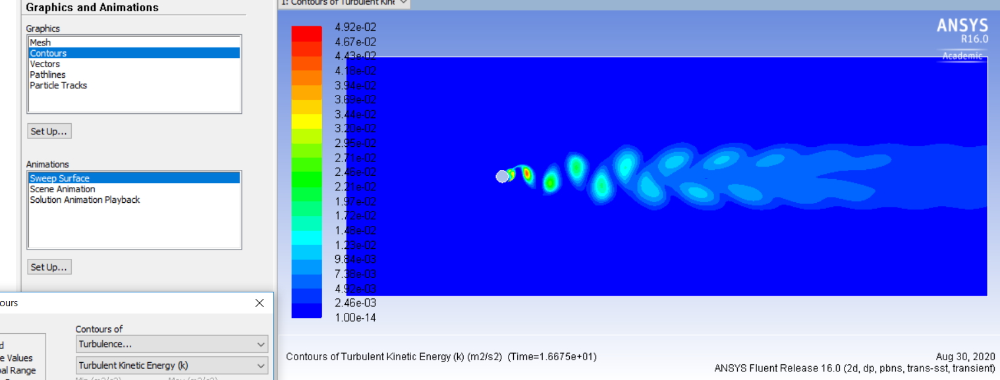 Graphics and Animations
Graphics
Mesh
Contours
Vectors
Pathlines
Particle Tracks
Set Up...
Animations
Sweep Surface
Scene Animation
Solution Animation Playback
Set Up...
ours
Contours of
Turbulence...
Turbulent Kinetic Energy (k)
Min (m2/s2) Max (m2/s2)
d
e Values
bal Range
1: Contours of Turbulent Kine
4.92e-02
4.67e-02
4.43e-02
4.18e-02
3.94e-02
3.69e-02
3.44e-02
3.20e-02
2.95e-02
2.71e-02
2.46e-02
2.21e-02
1.97e-02
1.72e-02
1.48e-02
1.23e-02
9.84e-03
7.38e-03
4.92e-03
2.46e-03
1.00e-14
ANSYS
R16.0
Academic
Contours of Turbulent Kinetic Energy (k) (m2/s2) (Time=1.6675e+01)
Aug 30, 2020
ANSYS Fluent Release 16.0 (2d, dp, pbns, trans-sst, transient)